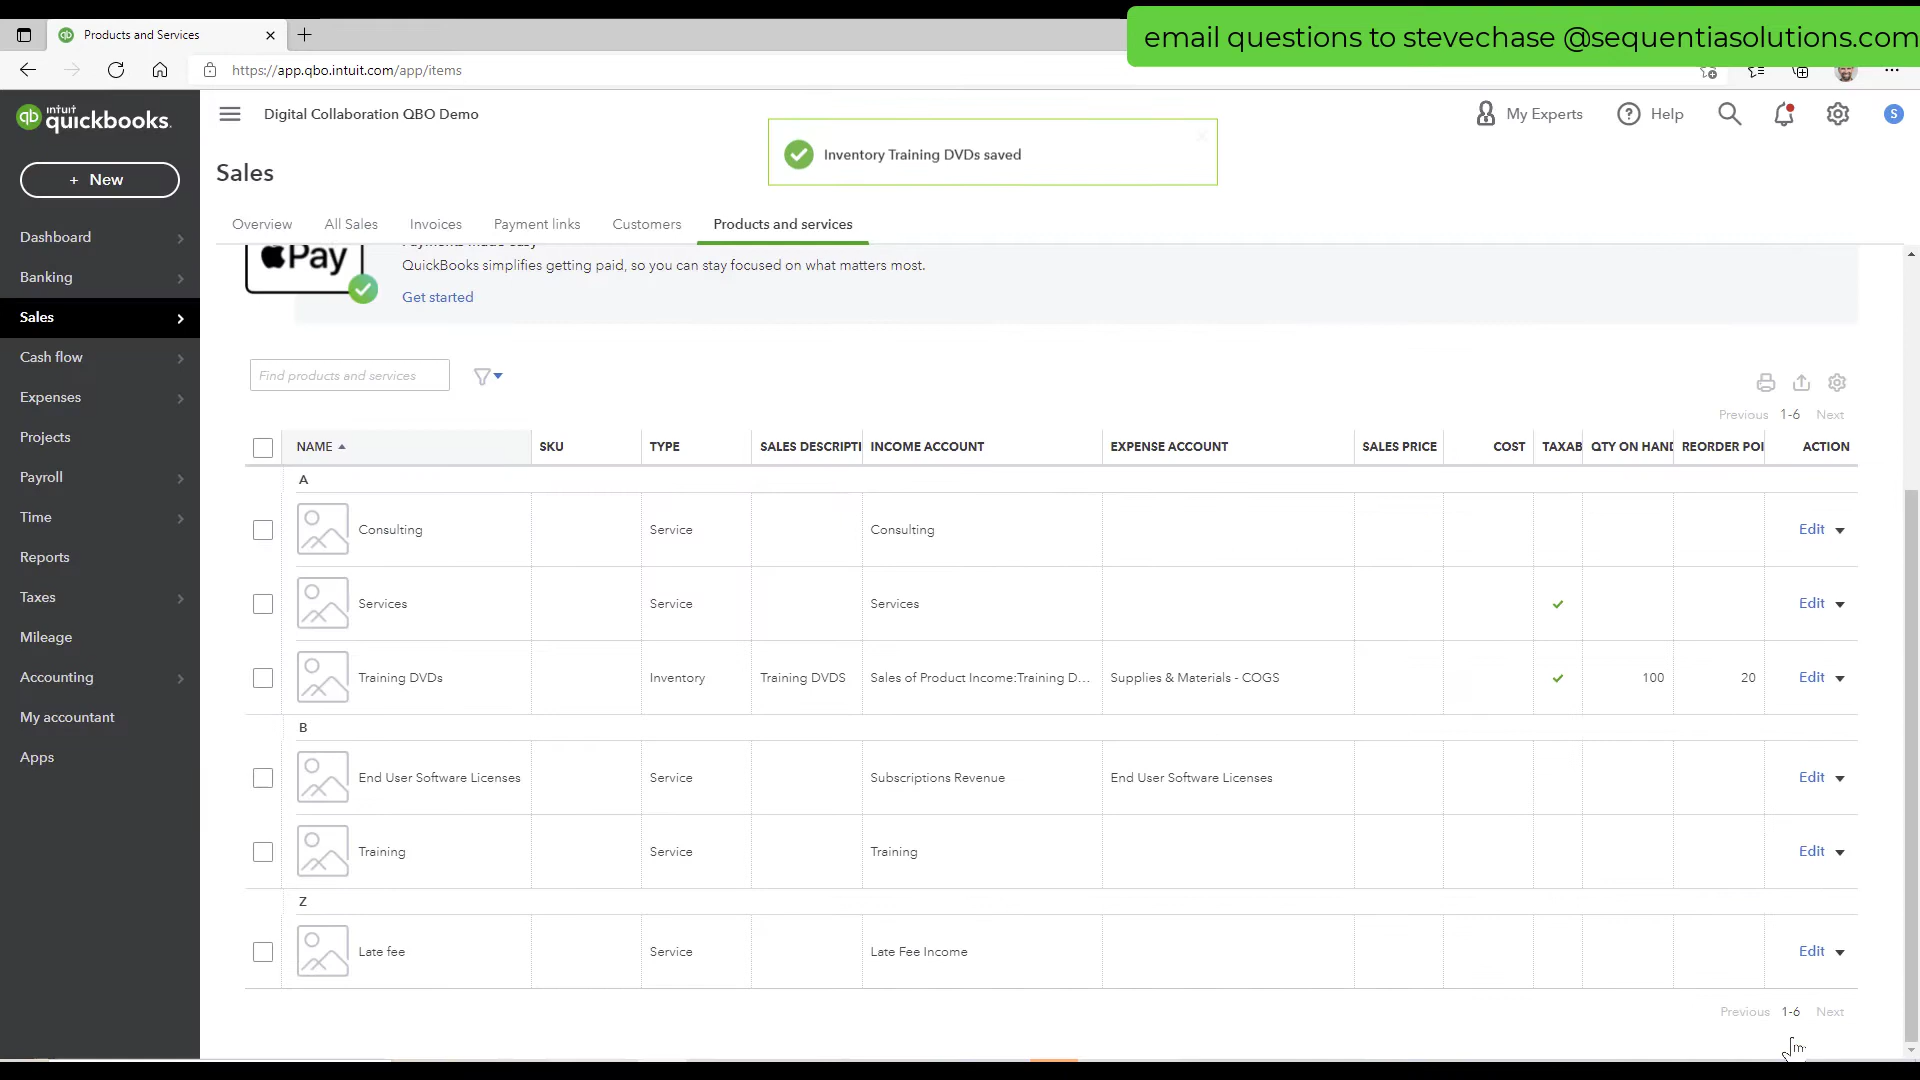 Products and Services
email questions to stevechase @sequentiasolutions.com
https://app.qbo.intuit.com/app/items
intuit
quickbooks.
Digital Collaboration QBO Demo
My Experts
Help
S
Inventory Training DVDs saved
+ New
Sales
Overview
All Sales
Invoices
Payment links
Customers
Products and services
Dashboard
Banking
Sales
Cash flow
Expenses
Projects
Payroll
Time
Reports
Taxes
Mileage
Accounting
My accountant
Apps
Pay
QuickBooks simplifies getting paid, so you can stay focused on what matters most.
Get started
Find products and services
Previous 1-6 Next
NAME SKU TYPE SALES DESCRIPTI INCOME ACCOUNT EXPENSE ACCOUNT SALES PRICE COST TAXAB QTY ON HAND REORDER POI ACTION
A
Consulting Service Consulting Edit
Services Service Services Edit
Training DVDs Inventory Training DVDS Sales of Product Income:Training D... Supplies & Materials - COGS 100 20 Edit
B
End User Software Licenses Service Subscriptions Revenue End User Software Licenses Edit
Training Service Training Edit
Z
Late fee Service Late Fee Income Edit
Previous 1-6 Next